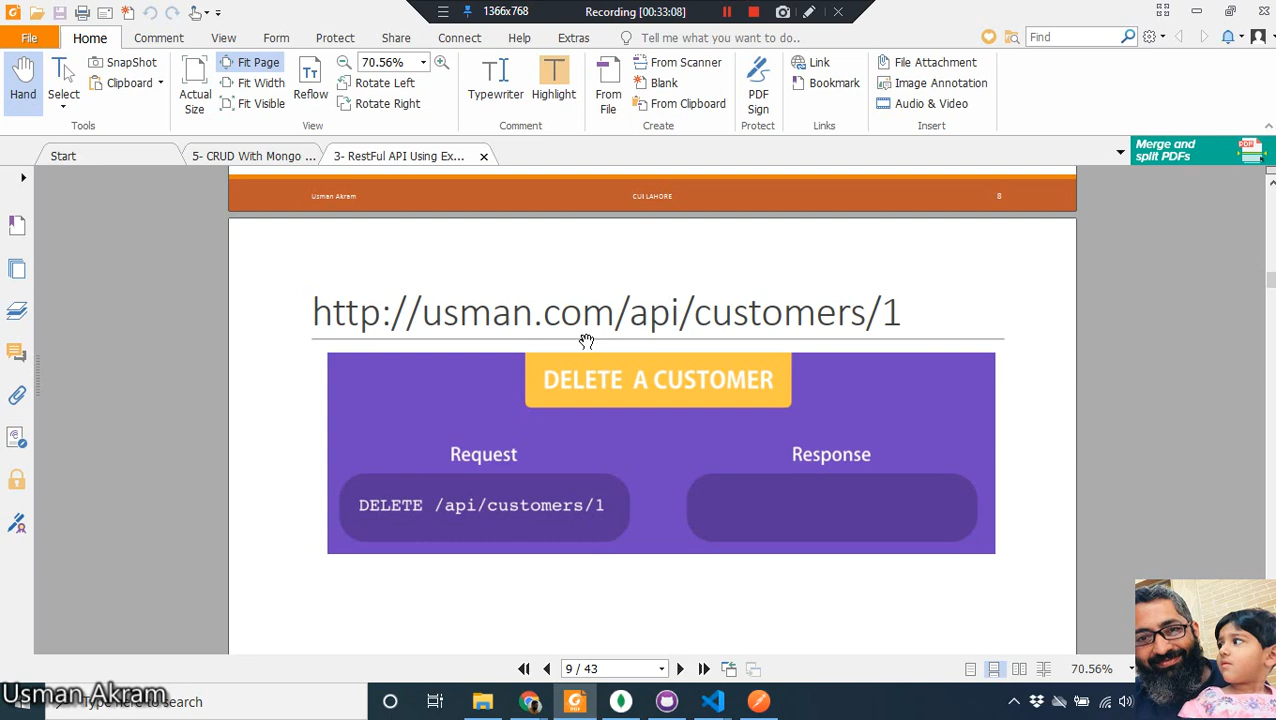 1366x768
Recording [00:33:08]
File
Home
Comment
View
Form
Protect
Share
Connect
Help
Extras
Tell me what you want to do..
Find
Hand
Select
SnapShot
Clipboard
Tools
Actual
Size
Fit Page
Fit Width
Fit Visible
Reflow
70.56%
Rotate Left
Rotate Right
View
Typewriter
Highlight
Comment
From
File
From Scanner
Blank
From Clipboard
Create
PDF
Sign
Protect
Link
Bookmark
Links
File Attachment
Image Annotation
Audio & Video
Insert
Start
5- CRUD With Mongo ...
3- RestFul API Using Ex...
Merge and
split PDFs
PDF
Usman Akram
CUI LAHORE
8
http://usman.com/api/customers/1
DELETE A CUSTOMER
Request
Response
DELETE /api/customers/1
9 / 43
70.56%
Usman Akram
Type here to search
PDF